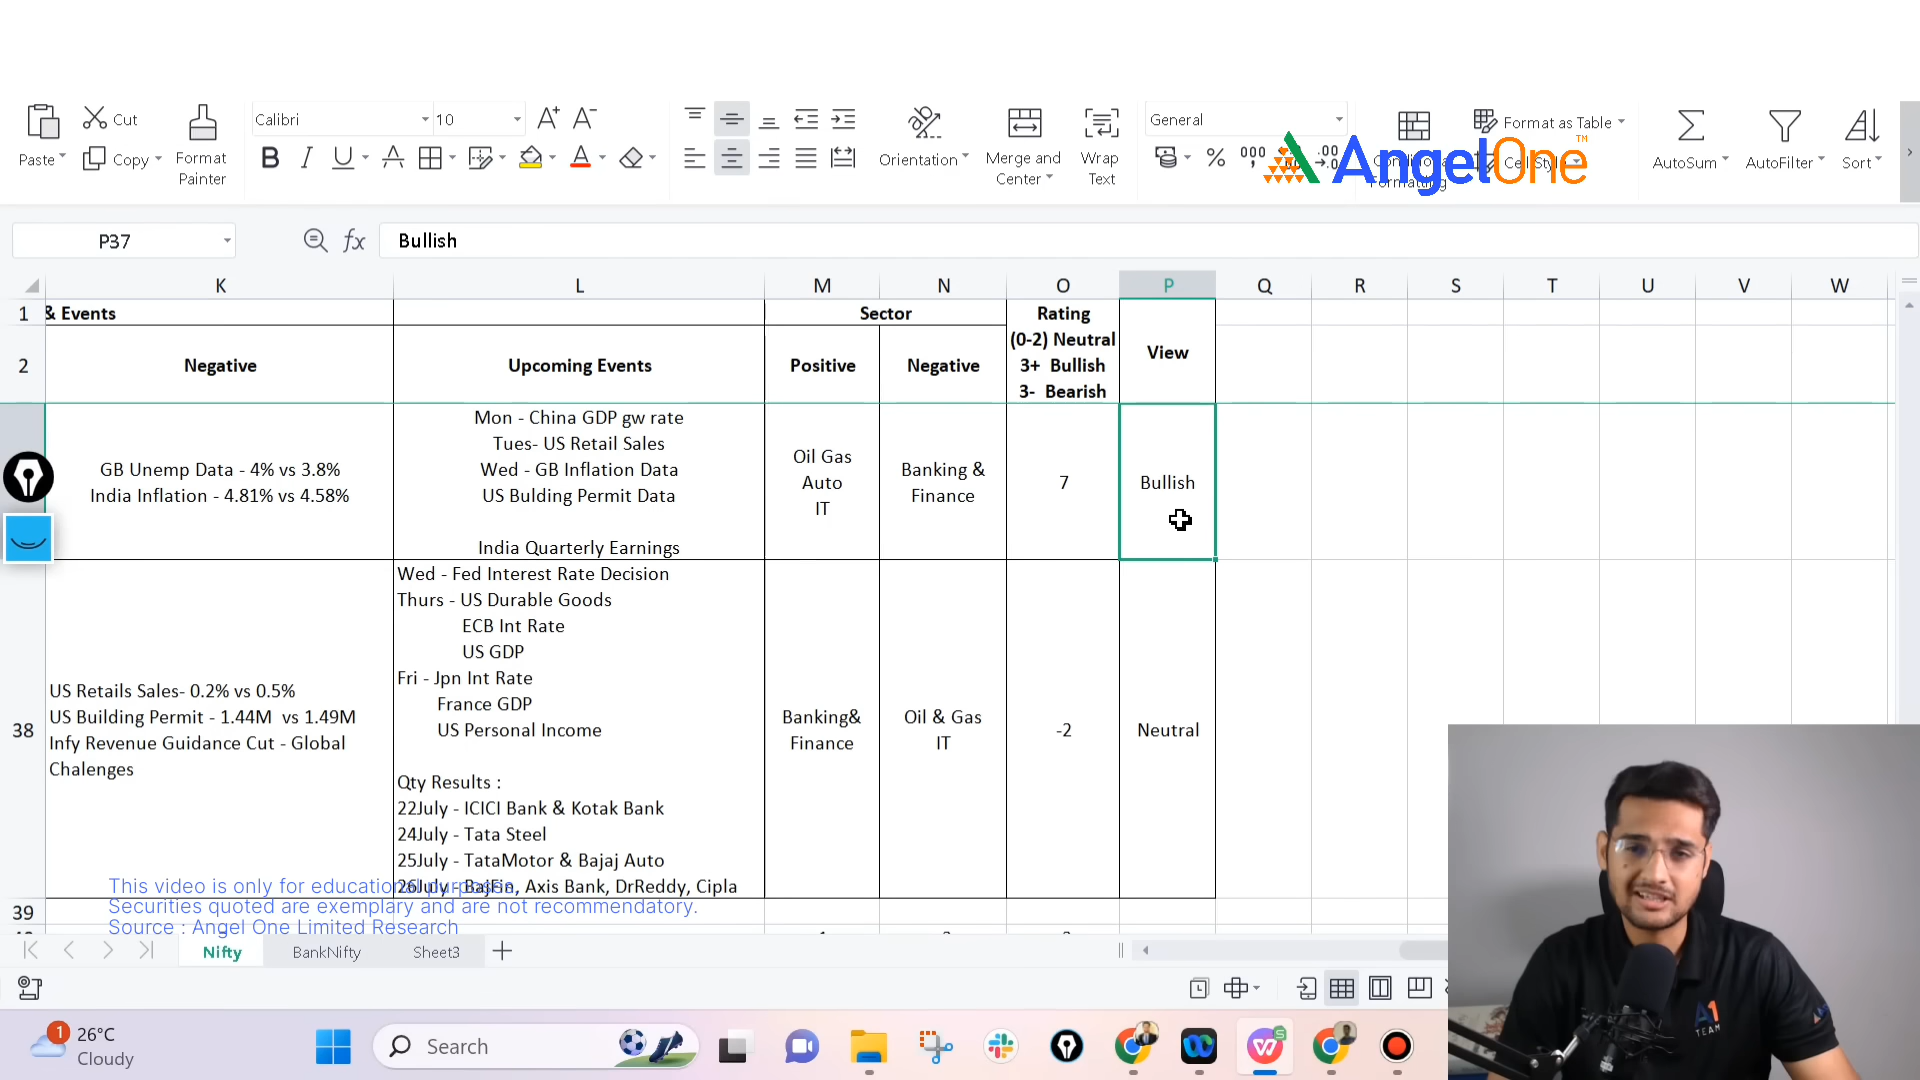 Paste
Cut
Copy
Format
Painter
Calibri
10
Orientation
Merge and
Center
Wrap
Text
General
Format as Table
AutoSum
AutoFilter
Sort
AngelOne™
P37
fx
Bullish
K
L
M
N
O
P
Q
R
S
T
U
V
W
1
& Events
Sector
Rating
(0-2) Neutral
3+ Bullish
3- Bearish
View
2
Negative
Upcoming Events
Positive
Negative
GB Unemp Data - 4% vs 3.8%
India Inflation - 4.81% vs 4.58%
Mon - China GDP gw rate
Tues- US Retail Sales
Wed - GB Inflation Data
US Bulding Permit Data
India Quarterly Earnings
Oil Gas
Auto
IT
Banking &
Finance
7
Bullish
38
US Retails Sales- 0.2% vs 0.5%
US Building Permit - 1.44M vs 1.49M
Infy Revenue Guidance Cut - Global
Chalenges
Wed - Fed Interest Rate Decision
Thurs - US Durable Goods
ECB Int Rate
US GDP
Fri - Jpn Int Rate
France GDP
US Personal Income
Qty Results :
22July - ICICI Bank & Kotak Bank
24July - Tata Steel
25July - TataMotor & Bajaj Auto
26July - BajFin, Axis Bank, DrReddy, Cipla
Banking&
Finance
Oil & Gas
IT
-2
Neutral
39
This video is only for educational purposes.
Securities quoted are exemplary and are not recommendatory.
Source : Angel One Limited Research
Nifty
BankNifty
Sheet3
A1
TEAM
1
26°C
Cloudy
Search